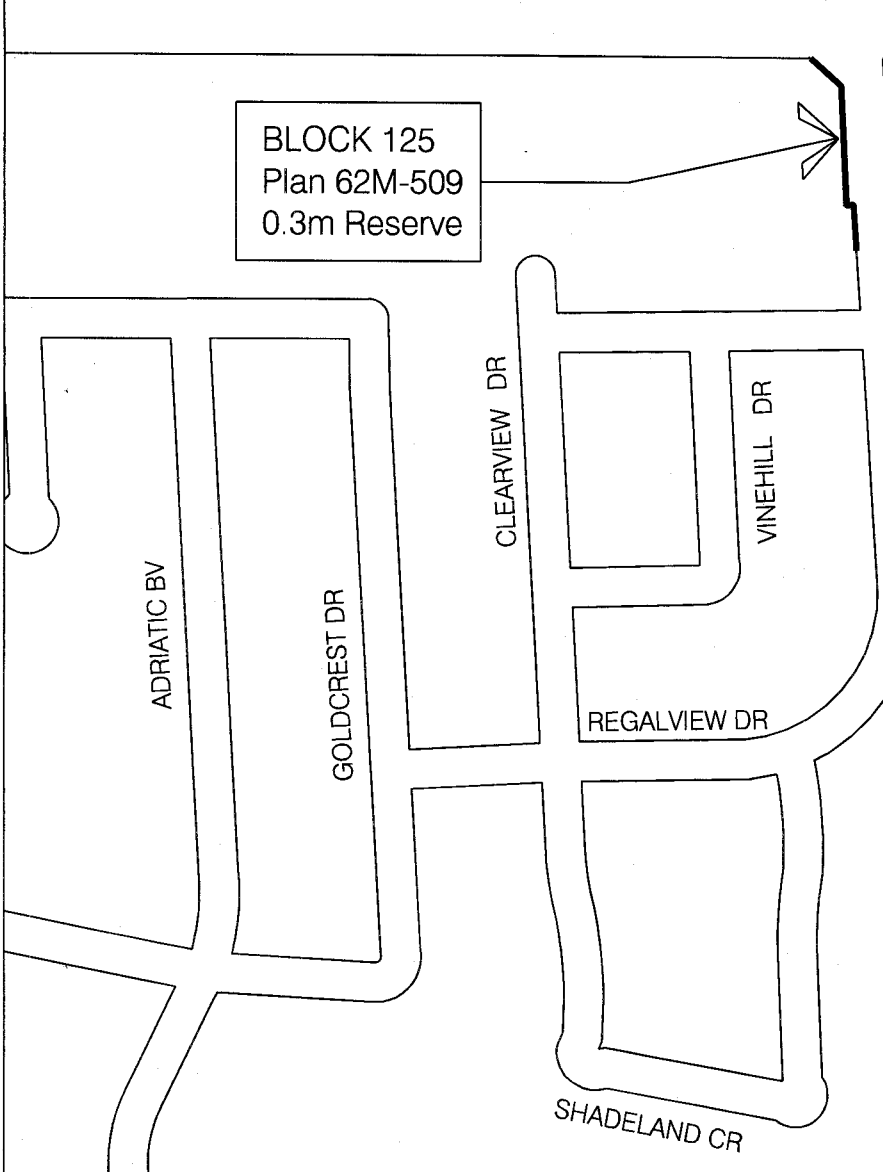 BLOCK 125
Plan 62M-509
0.3m Reserve
CLEARVIEW DR
VINEHILL DR
ADRIATIC BV
GOLDCREST DR
REGALVIEW DR
SHADELAND CR